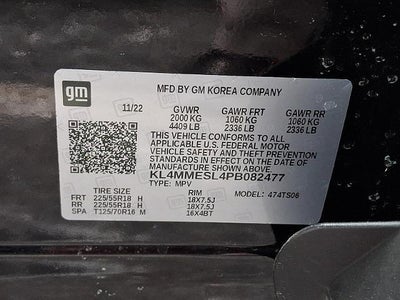 gm
MFD BY GM KOREA COMPANY
11/22 GVWR GAWR FRT GAWR RR
2000 KG 1060 KG 1060 KG
4409 LB 2336 LB 2336 LB
THIS VEHICLE CONFORMS TO ALL
APPLICABLE U.S. FEDERAL MOTOR
VEHICLE SAFETY AND THEFT PREVENTION
STANDARDS IN EFFECT ON THE DATE OF
MANUFACTURE SHOWN ABOVE.
KL4MMESL4PB082477
TYPE: MPV
TIRE SIZE RIM MODEL: 474TS06
FRT 225/55R18 H 18X7.5J
RR 225/55R18 H 18X7.5J
SPA T125/70R16 M 16X4BT